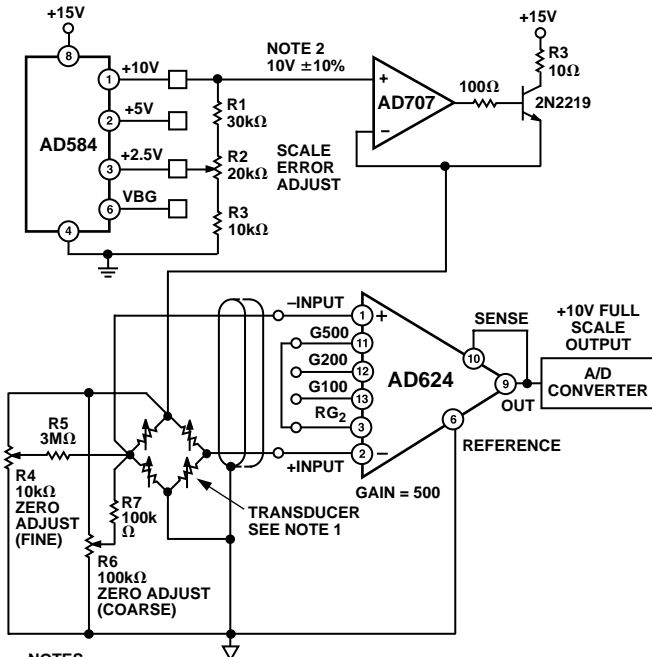 +15V
8
1
+10V
2
+5V
AD584
3
+2.5V
6
VBG
4
R1
30kΩ
R2
20kΩ
R3
10kΩ
SCALE
ERROR
ADJUST
NOTE 2
10V ±10%
+
AD707
–
100Ω
+15V
R3
10Ω
2N2219
–INPUT
1
+
G500
11
G200
12
G100
13
RG2
3
+INPUT
2
–
AD624
GAIN = 500
SENSE
10
9
OUT
6
REFERENCE
+10V FULL
SCALE
OUTPUT
A/D
CONVERTER
R5
3MΩ
R4
10kΩ
ZERO
ADJUST
(FINE)
R7
100k
Ω
R6
100kΩ
ZERO ADJUST
(COARSE)
TRANSDUCER
SEE NOTE 1
NOTES